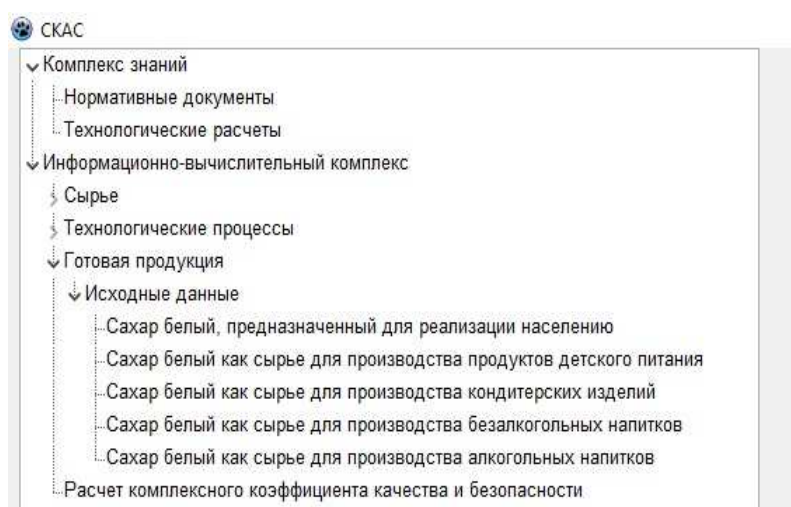 СКАС
Комплекс знаний
Нормативные документы
Технологические расчеты
Информационно-вычислительный комплекс
Сырье
Технологические процессы
Готовая продукция
Исходные данные
Сахар белый, предназначенный для реализации населению
Сахар белый как сырье для производства продуктов детского питания
Сахар белый как сырье для производства кондитерских изделий
Сахар белый как сырье для производства безалкогольных напитков
Сахар белый как сырье для производства алкогольных напитков
Расчет комплексного коэффициента качества и безопасности